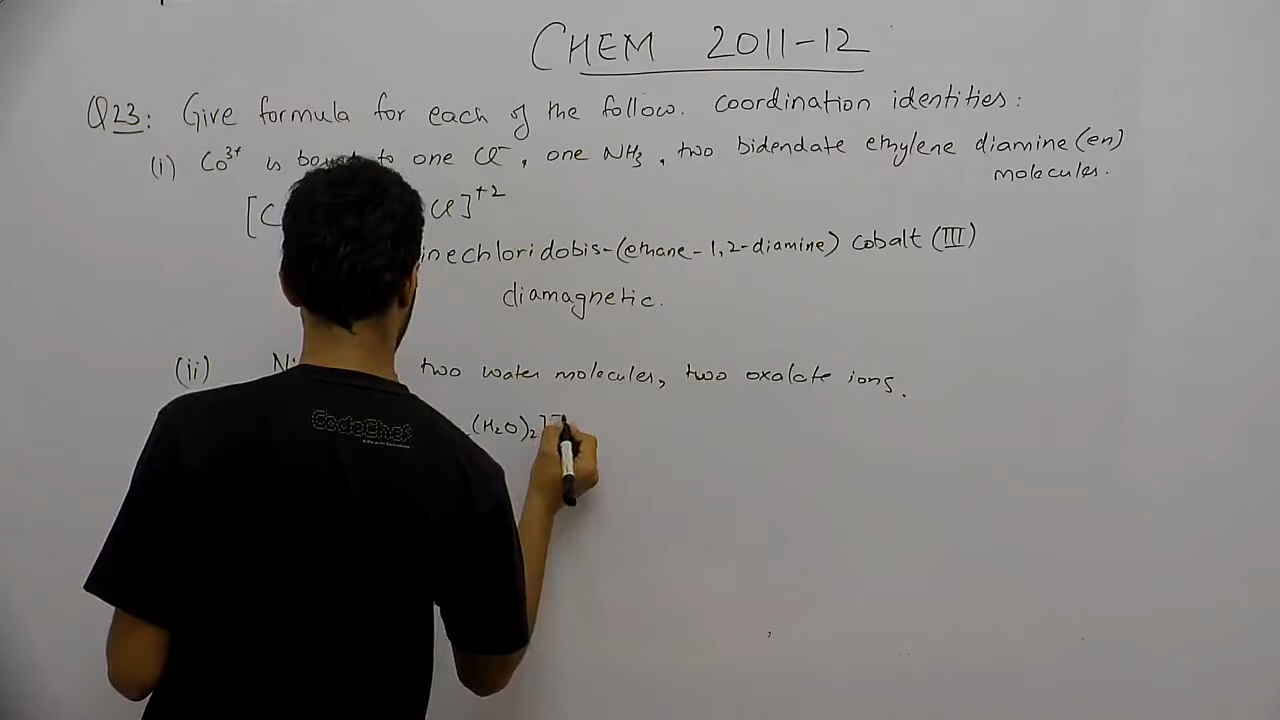 CHEM 2011-12
Q23: Give formula for each of the follow. coordination identities:
(i) Co3+ is bound to one Cl-, one NH3, two bidendate ethylene diamine (en)
molecules.
[C Cl]+2
inechloridobis-(ethane-1,2-diamine) cobalt (III)
diamagnetic.
(ii) Ni two water molecules, two oxalate ions.
(H2O)2]
CodeChef